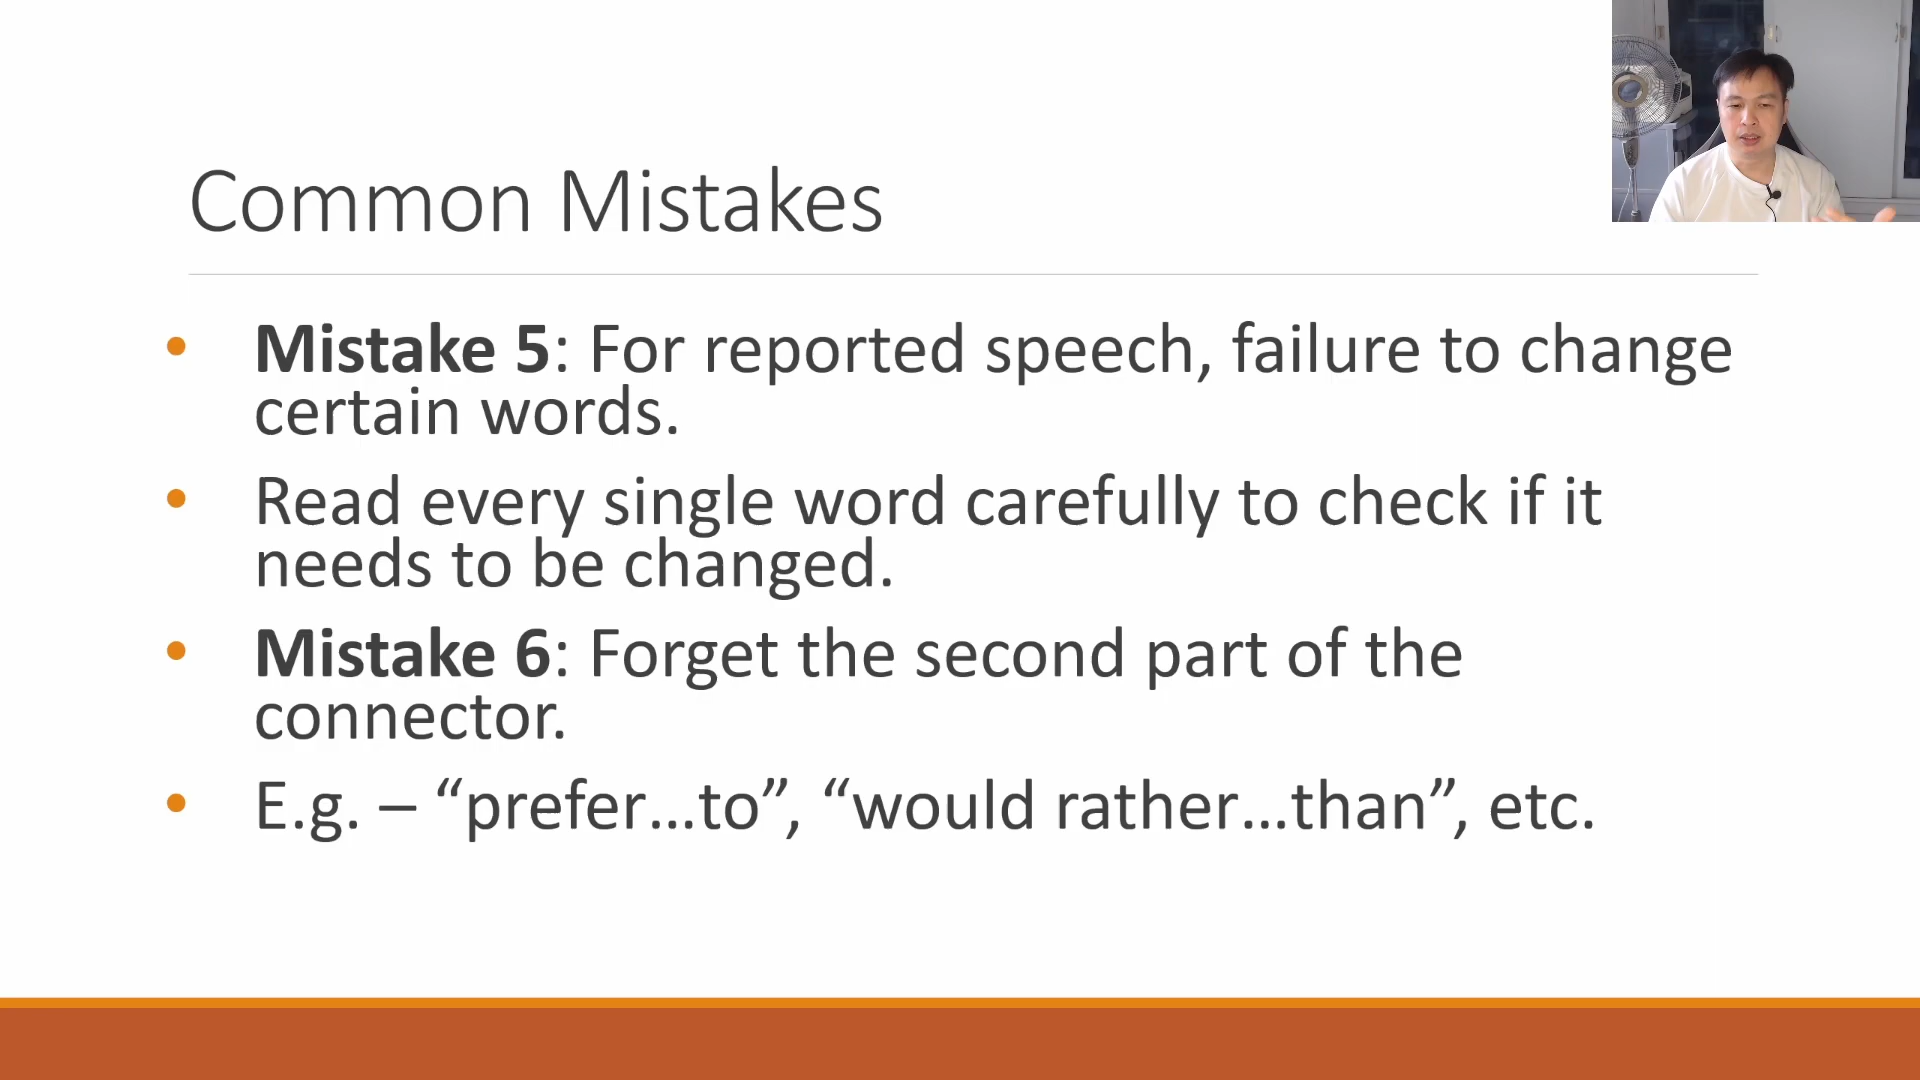 Common Mistakes
• Mistake 5: For reported speech, failure to change
certain words.
• Read every single word carefully to check if it
needs to be changed.
• Mistake 6: Forget the second part of the
connector.
• E.g. – “prefer…to”, “would rather…than”, etc.